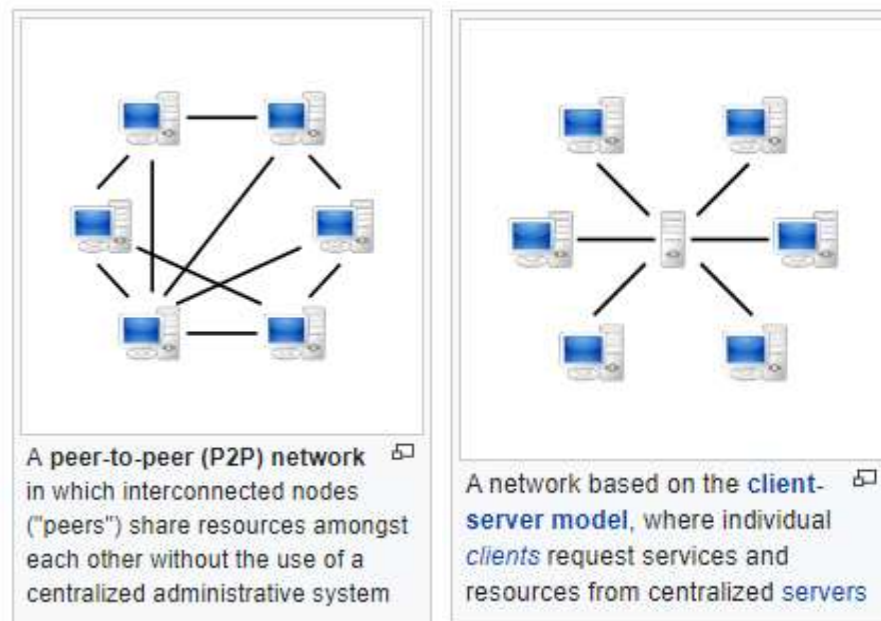 A peer-to-peer (P2P) network
in which interconnected nodes
("peers") share resources amongst
each other without the use of a
centralized administrative system
A network based on the client-
server model, where individual
clients request services and
resources from centralized servers